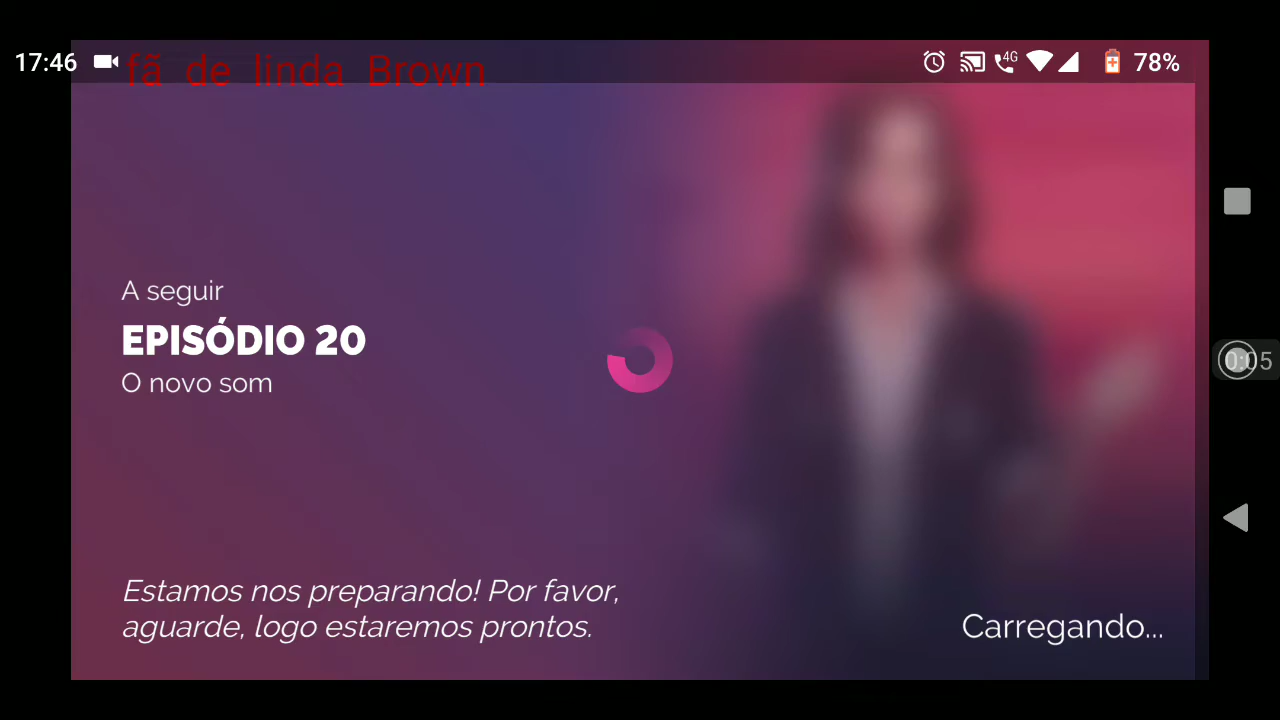 17:46
fã de linda Brown
4G
78%
A seguir
EPISÓDIO 20
O novo som
0:05
Estamos nos preparando! Por favor,
aguarde, logo estaremos prontos.
Carregando...